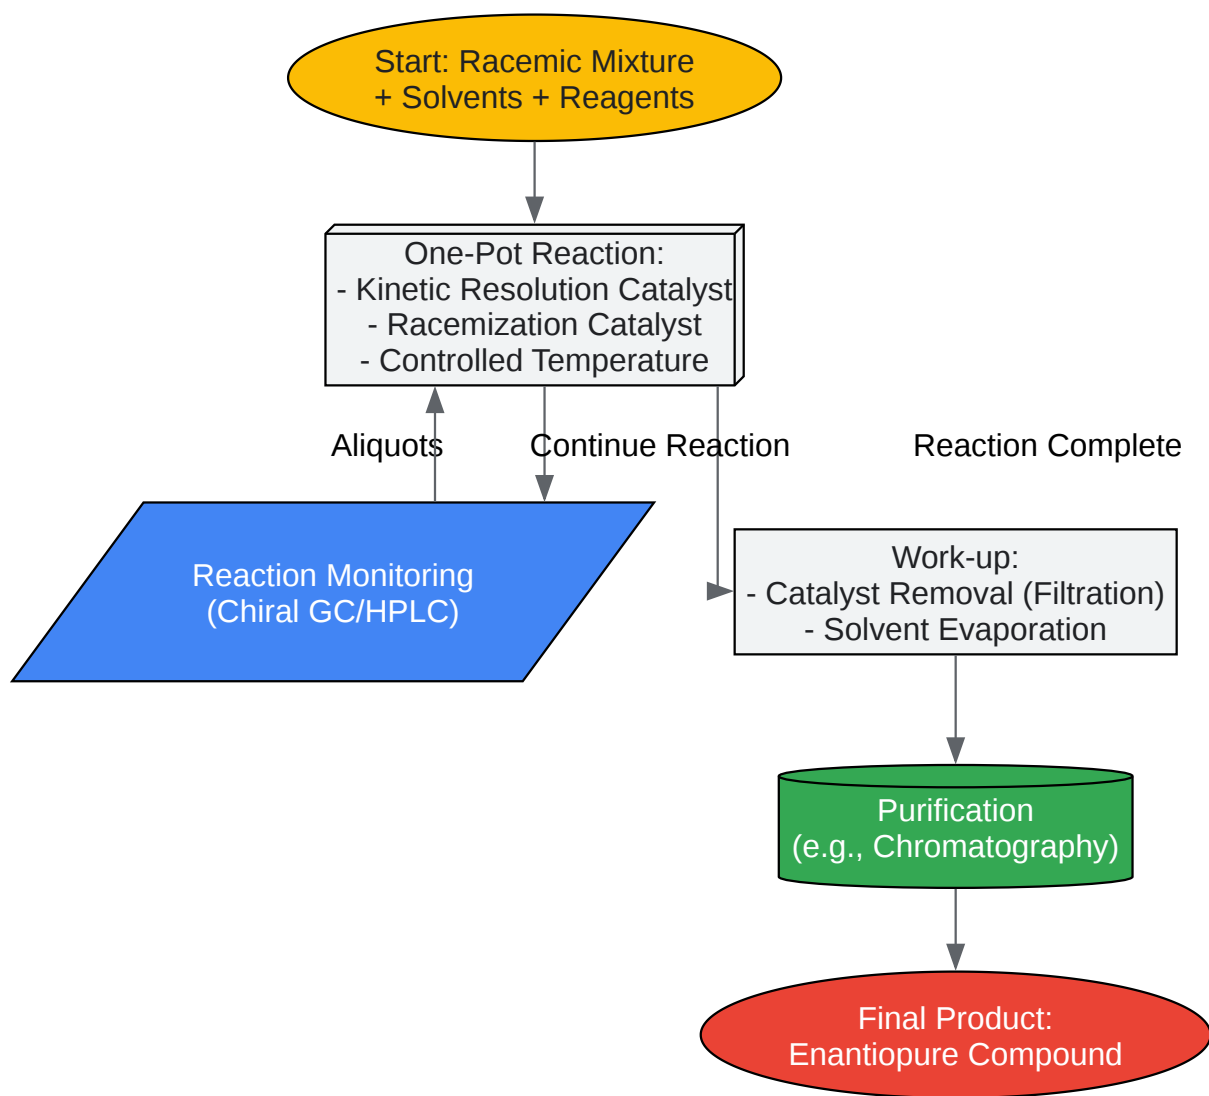 Start: Racemic Mixture
+ Solvents + Reagents
One-Pot Reaction:
- Kinetic Resolution Catalyst
- Racemization Catalyst
- Controlled Temperature
Aliquots
Continue Reaction
Reaction Complete
Reaction Monitoring
(Chiral GC/HPLC)
Work-up:
- Catalyst Removal (Filtration)
- Solvent Evaporation
Purification
(e.g., Chromatography)
Final Product:
Enantiopure Compound